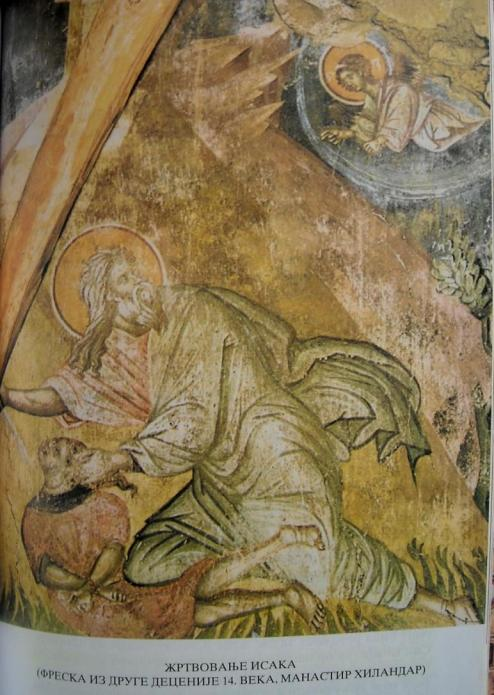 ЖРТВОВАЊЕ ИСАКА
(ФРЕСКА ИЗ ДРУГЕ ДЕЦЕНИЈЕ 14. ВЕКА, МАНАСТИР ХИЛАНДАР)